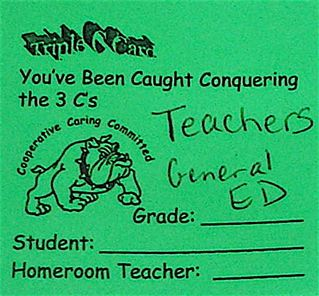 Triple C Card
You've Been Caught Conquering
the 3 C's
Cooperative Caring Committed
Teachers
General
ED
Grade:
Student:
Homeroom Teacher: